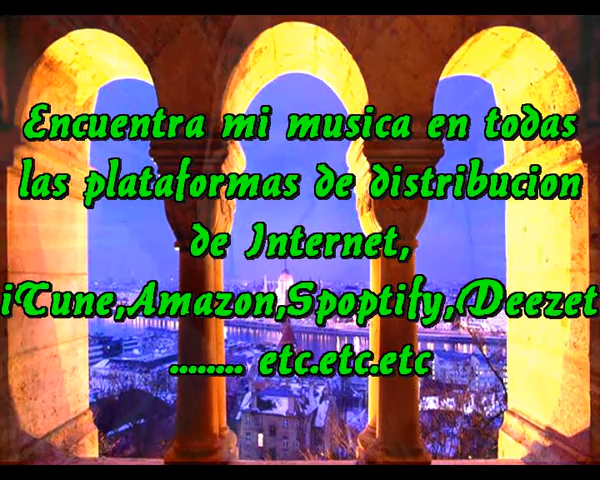 Encuentra mi musica en todas
las plataformas de distribucion
de Internet,
iTune,Amazon,Spoptify,Deezet
........ etc.etc.etc